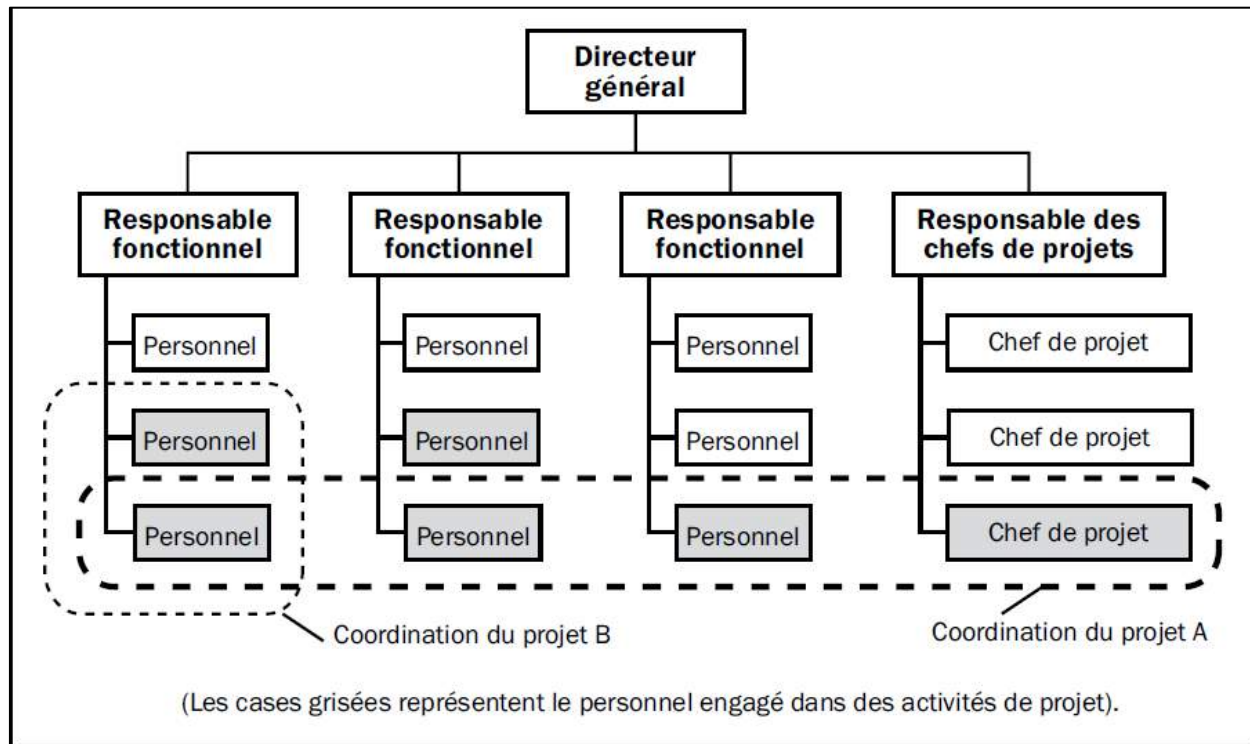 Directeur
général
Responsable
fonctionnel
Responsable
fonctionnel
Responsable
fonctionnel
Responsable des
chefs de projets
Personnel
Personnel
Personnel
Chef de projet
Personnel
Personnel
Personnel
Chef de projet
Personnel
Personnel
Personnel
Chef de projet
Coordination du projet B
Coordination du projet A
(Les cases grisées représentent le personnel engagé dans des activités de projet).